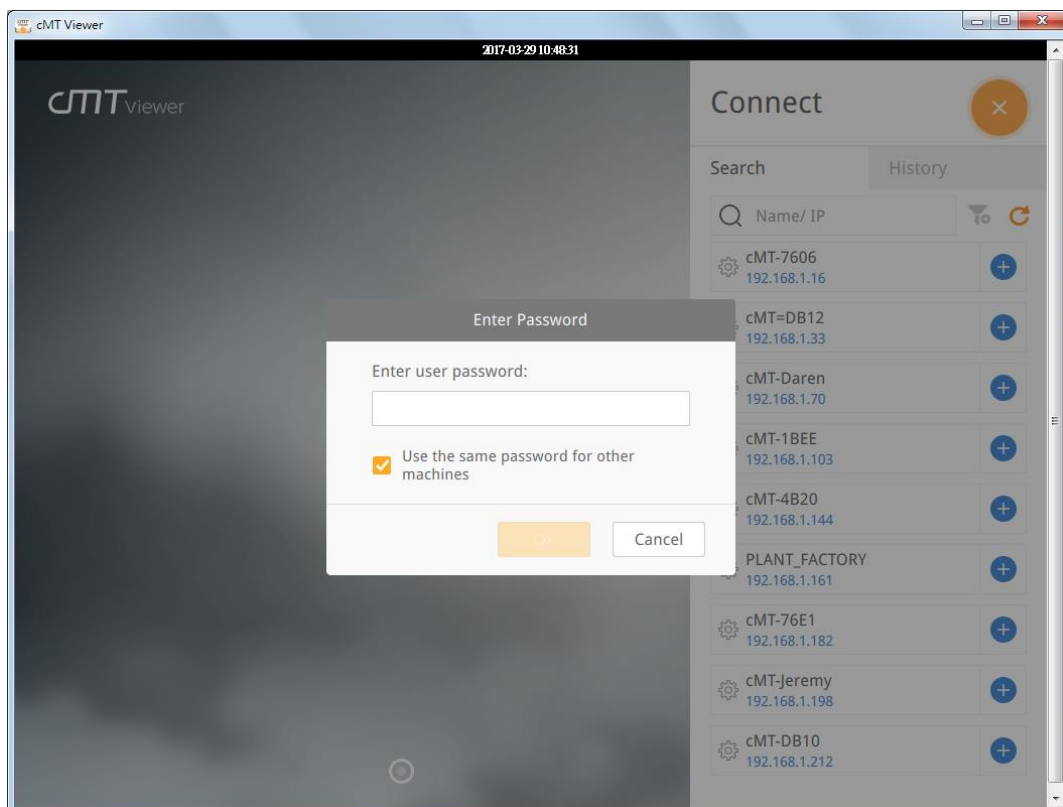 cMT Viewer
2017-03-29 10:48:31
cMT Viewer
Connect
Search
History
Name/ IP
cMT-7606
192.168.1.16
cMT=DB12
192.168.1.33
cMT-Daren
192.168.1.70
cMT-1BEE
192.168.1.103
cMT-4B20
192.168.1.144
PLANT_FACTORY
192.168.1.161
cMT-76E1
192.168.1.182
cMT-Jeremy
192.168.1.198
cMT-DB10
192.168.1.212
Enter Password
Enter user password:
Use the same password for other
machines
OK
Cancel